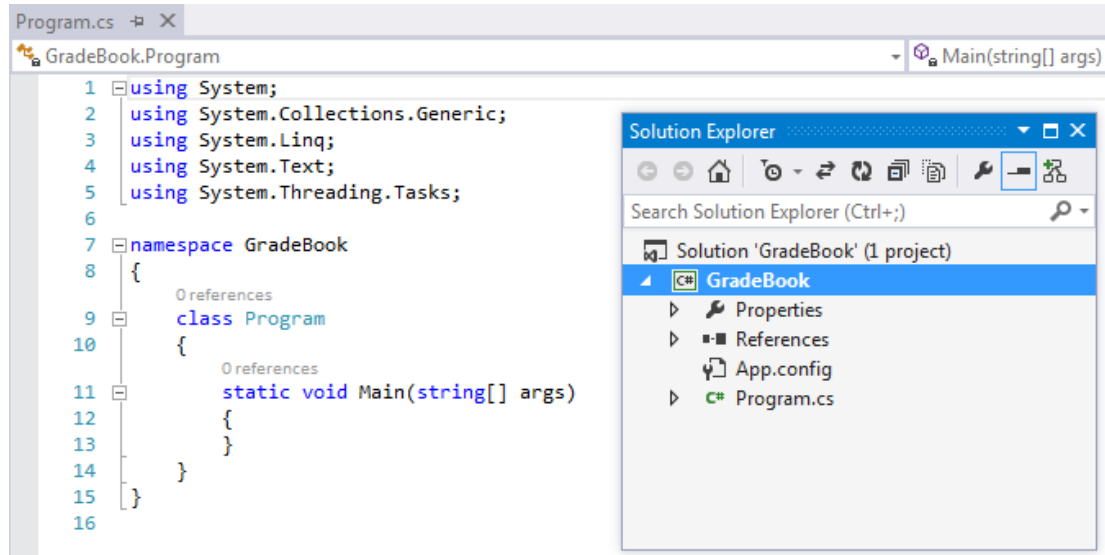 Program.cs
GradeBook.Program
Main(string[] args)
1 using System;
2 using System.Collections.Generic;
3 using System.Linq;
4 using System.Text;
5 using System.Threading.Tasks;
6
7 namespace GradeBook
8 {
0 references
9 class Program
10 {
0 references
11 static void Main(string[] args)
12 {
13 }
14 }
15 }
16
Solution Explorer
Search Solution Explorer (Ctrl+;)
Solution 'GradeBook' (1 project)
C# GradeBook
Properties
References
App.config
C# Program.cs